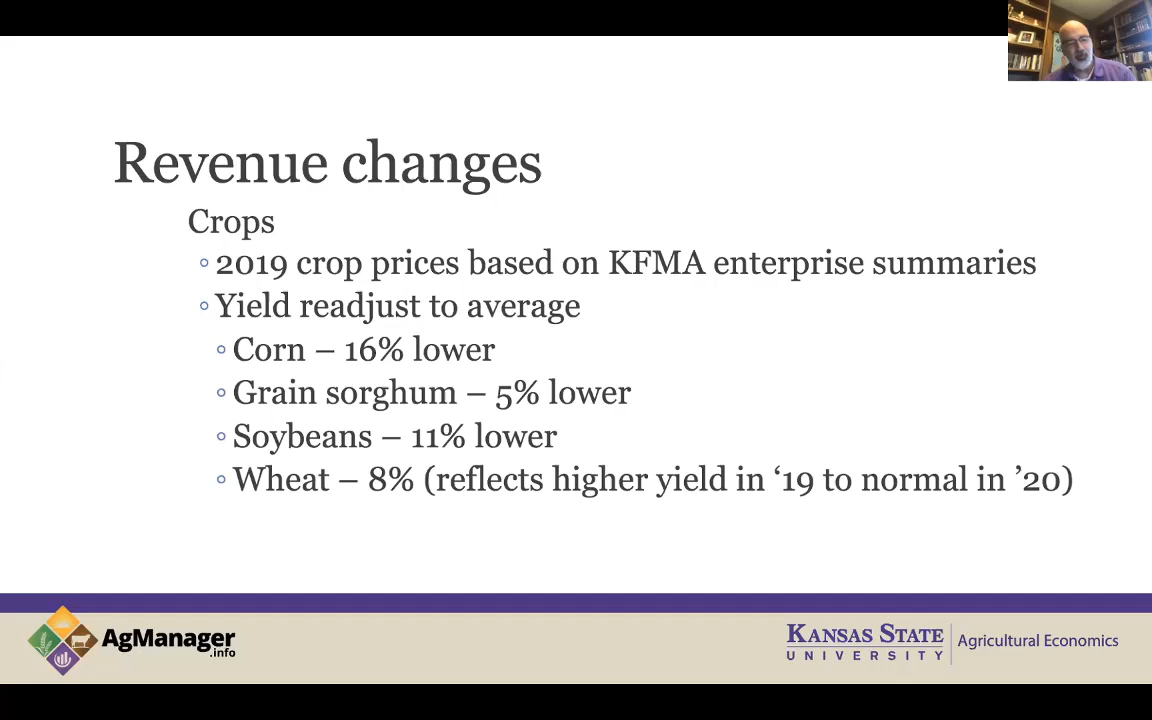 Revenue changes
Crops
◦ 2019 crop prices based on KFMA enterprise summaries
◦ Yield readjust to average
◦ Corn – 16% lower
◦ Grain sorghum – 5% lower
◦ Soybeans – 11% lower
◦ Wheat – 8% (reflects higher yield in ‘19 to normal in ’20)
AgManager
.info
KANSAS STATE
UNIVERSITY
Agricultural Economics